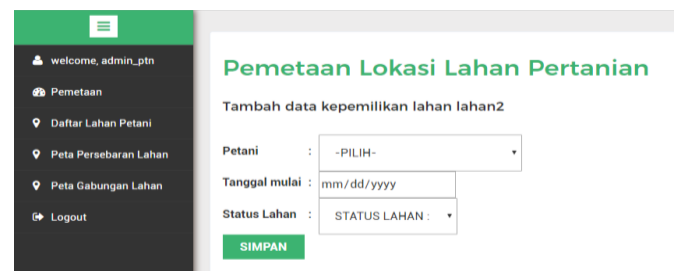 welcome, admin_ptn
Pemetaan
Daftar Lahan Petani
Peta Persebaran Lahan
Peta Gabungan Lahan
Logout
Pemetaan Lokasi Lahan Pertanian
Tambah data kepemilikan lahan lahan2
Petani : -PILIH-
Tanggal mulai : mm/dd/yyyy
Status Lahan : STATUS LAHAN :
SIMPAN